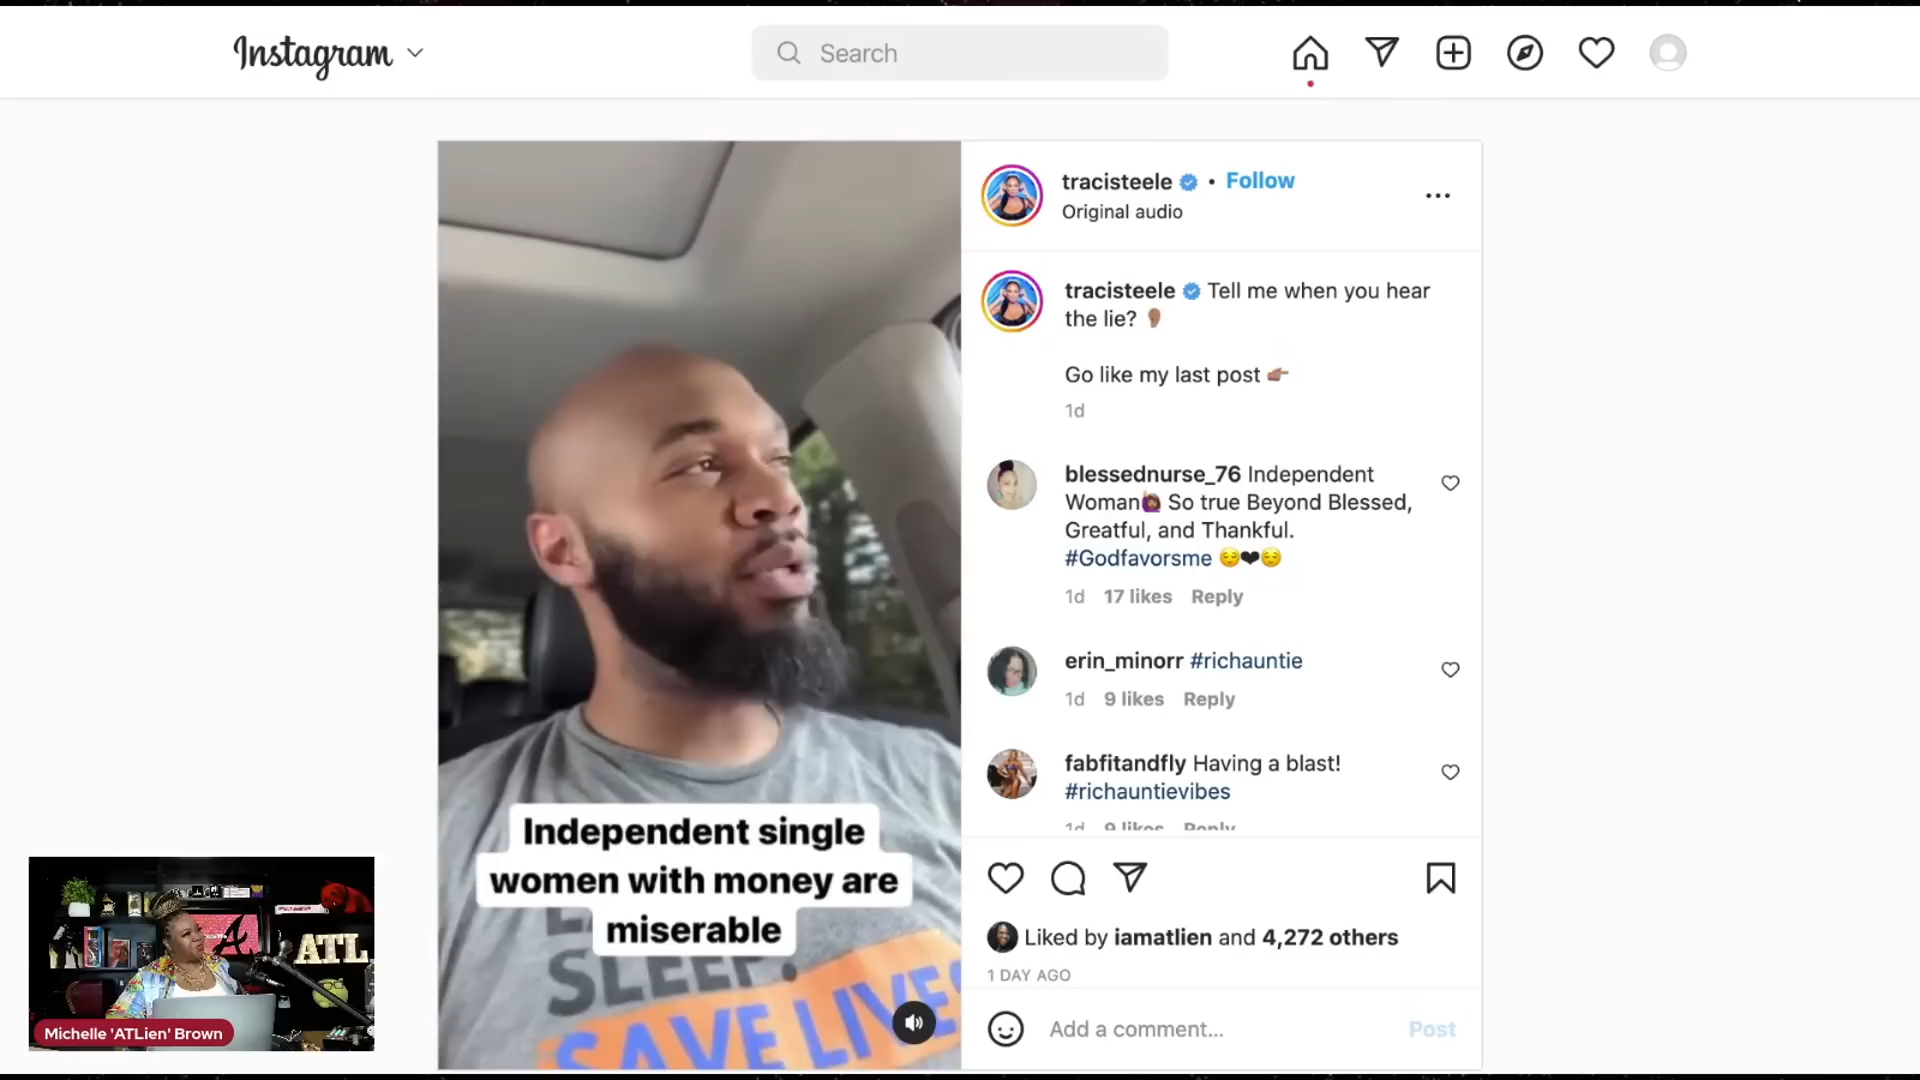 Instagram
Search
tracisteele • Follow
Original audio
tracisteele Tell me when you hear
the lie? 👂🏽
Go like my last post 👉🏽
1d
blessednurse_76 Independent
Woman🙋🏾‍♀️ So true Beyond Blessed,
Greatful, and Thankful.
#Godfavorsme 😌❤😌
1d 17 likes Reply
erin_minorr #richauntie
1d 9 likes Reply
fabfitandfly Having a blast!
#richauntievibes
1d 9 likes Reply
Liked by iamatlien and 4,272 others
1 DAY AGO
Add a comment... Post
Independent single
women with money are
miserable
SLEEP.
SAVE LIVES
A
ATL
Michelle 'ATLien' Brown